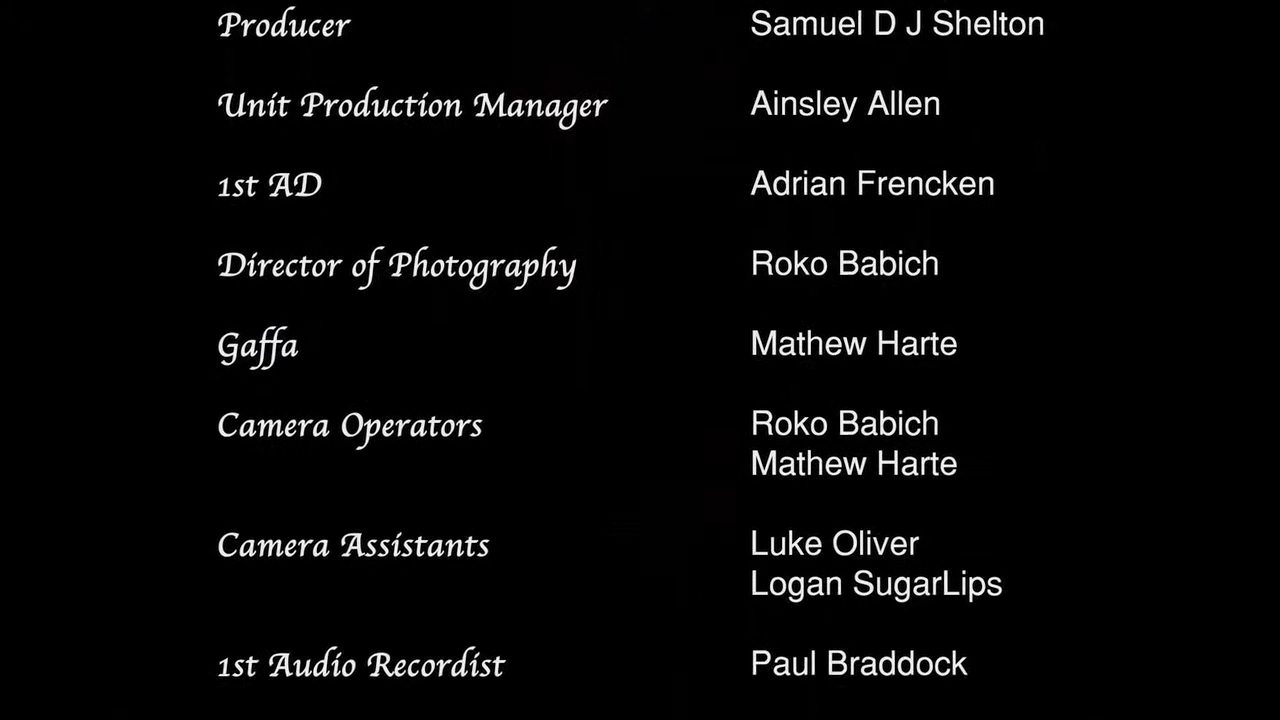 Producer Samuel D J Shelton
Unit Production Manager Ainsley Allen
1st AD Adrian Frencken
Director of Photography Roko Babich
Gaffa Mathew Harte
Camera Operators Roko Babich
Mathew Harte
Camera Assistants Luke Oliver
Logan SugarLips
1st Audio Recordist Paul Braddock